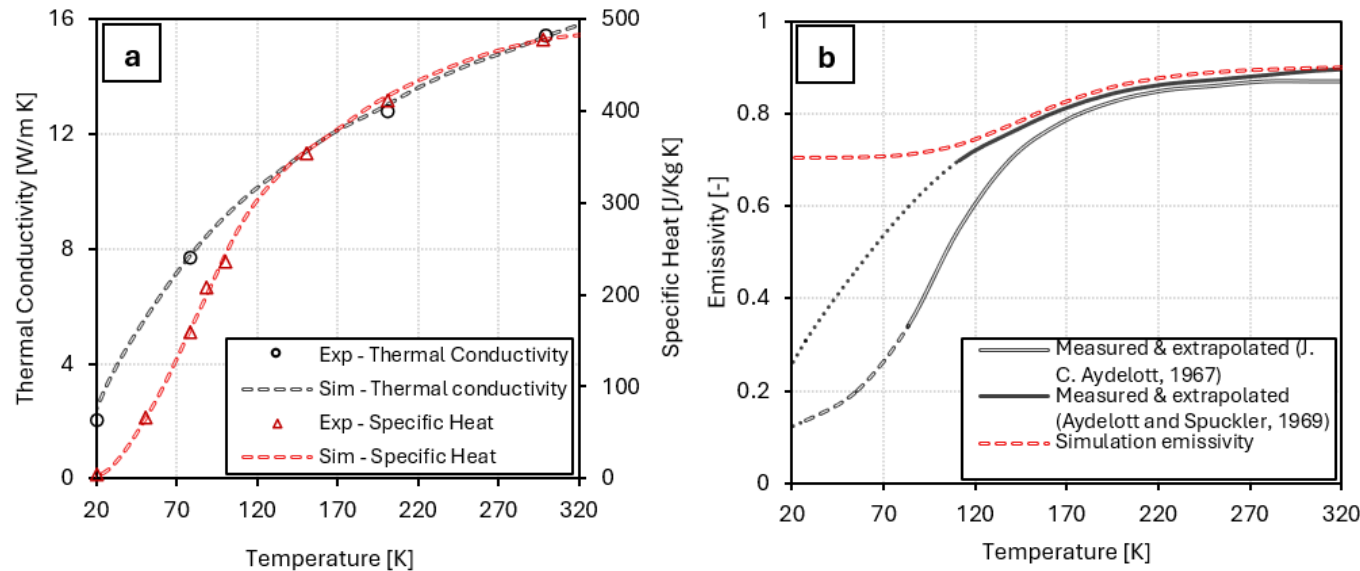 a
16
12
8
4
0
Thermal Conductivity [W/m K]
500
400
300
200
100
0
Specific Heat [J/Kg K]
20 70 120 170 220 270 320
Temperature [K]
Exp - Thermal Conductivity
Sim - Thermal conductivity
Exp - Specific Heat
Sim - Specific Heat
b
1
0.8
0.6
0.4
0.2
0
Emissivity [-]
20 70 120 170 220 270 320
Temperature [K]
Measured & extrapolated (J.
C. Aydelott, 1967)
Measured & extrapolated
(Aydelott and Spuckler, 1969)
Simulation emissivity